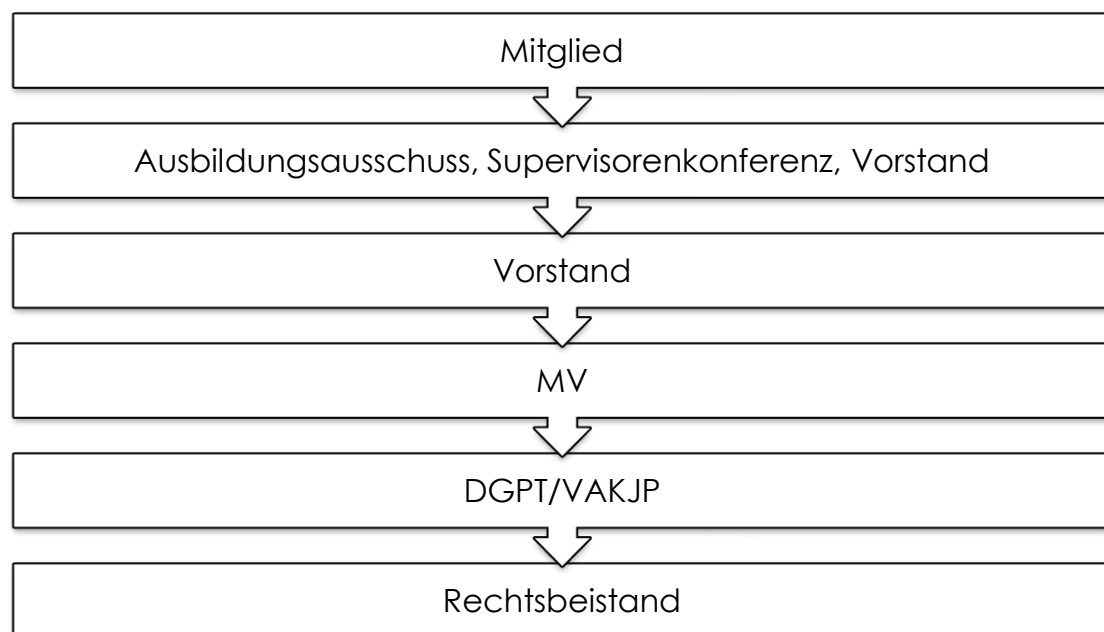 Mitglied
Ausbildungsausschuss, Supervisorenkonferenz, Vorstand
Vorstand
MV
DGPT/VAKJP
Rechtsbeistand